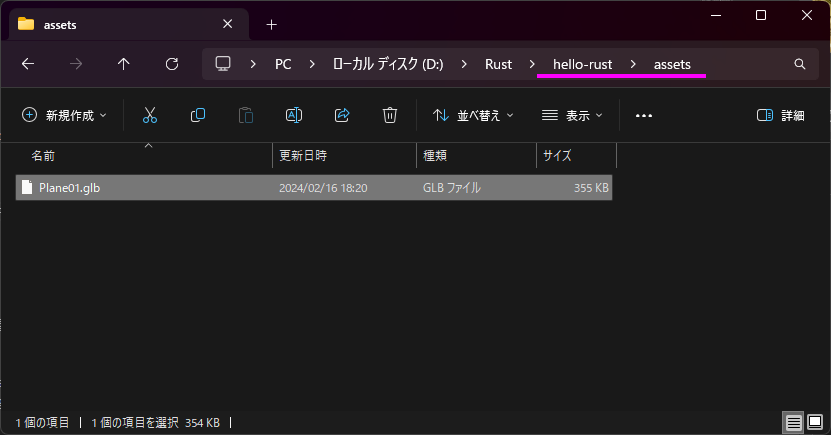 assets
PC ローカル ディスク (D:) Rust hello-rust assets
新規作成 並べ替え 表示 詳細
名前 更新日時 種類 サイズ
Plane01.glb 2024/02/16 18:20 GLB ファイル 355 KB
1 個の項目 1 個の項目を選択 354 KB